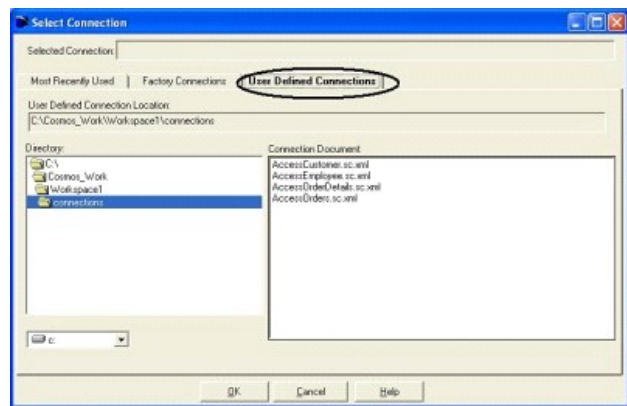 Select Connection
Selected Connection:
Most Recently Used | Factory Connections | User Defined Connections
User Defined Connection Location:
C:\Cosmos_Work\Workspace1\connections
Directory: Connection Document
C:\
Cosmos_Work
Workspace1
connections
AccessCustomer.sc.xml
AccessEmployee.sc.xml
AccessOrderDetails.sc.xml
AccessOrders.sc.xml
c:
OK Cancel Help